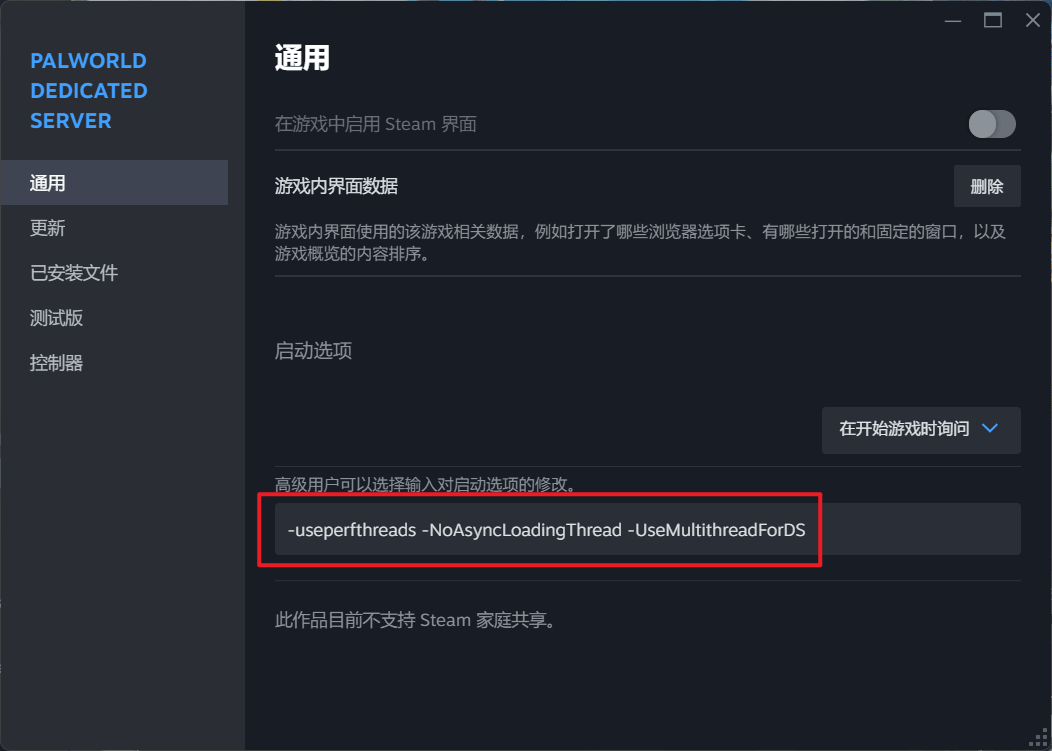 PALWORLD
DEDICATED
SERVER
通用
更新
已安装文件
测试版
控制器
通用
在游戏中启用 Steam 界面
游戏内界面数据
删除
游戏内界面使用的该游戏相关数据，例如打开了哪些浏览器选项卡、有哪些打开的和固定的窗口，以及
游戏概览的内容排序。
启动选项
在开始游戏时询问
高级用户可以选择输入对启动选项的修改。
-useperfthreads -NoAsyncLoadingThread -UseMultithreadForDS
此作品目前不支持 Steam 家庭共享。